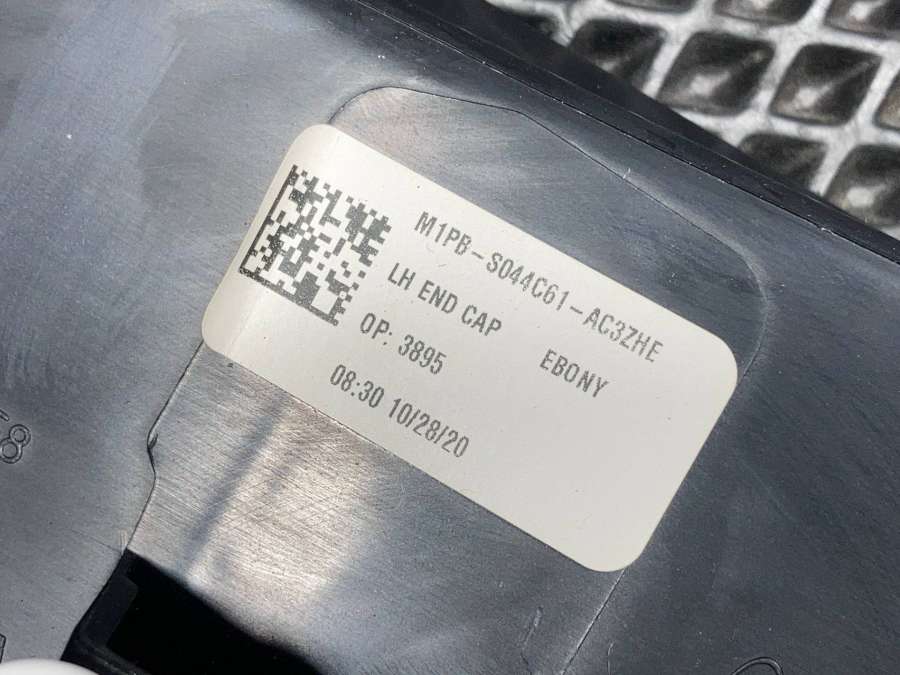 M1PB-S044C61-AC3ZHE
LH END CAP EBONY
OP: 3895
08:30 10/28/20